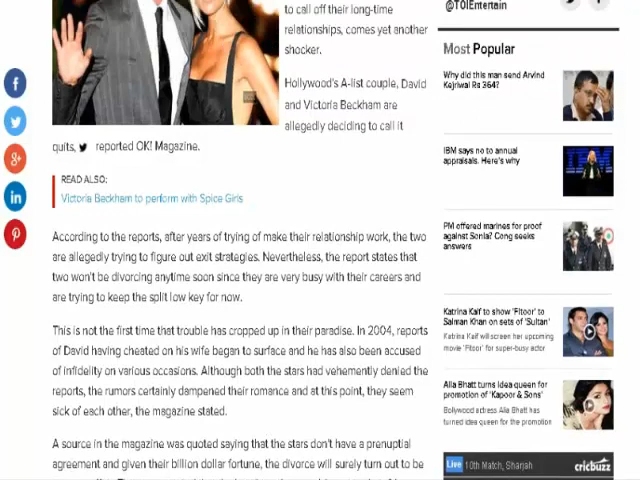 to call off their long-time
relationships, comes yet another
shocker.
Hollywood's A-list couple, David
and Victoria Beckham are
allegedly deciding to call it
quits, reported OK! Magazine.
READ ALSO:
Victoria Beckham to perform with Spice Girls
According to the reports, after years of trying of make their relationship work, the two
are allegedly trying to figure out exit strategies. Nevertheless, the report states that
two won't be divorcing anytime soon since they are very busy with their careers and
are trying to keep the split low key for now.
This is not the first time that trouble has cropped up in their paradise. In 2004, reports
of David having cheated on his wife began to surface and he has also been accused
of infidelity on various occasions. Although both the stars had vehemently denied the
reports, the rumors certainly dampened their romance and at this point, they seem
sick of each other, the magazine stated.
A source in the magazine was quoted saying that the stars don't have a prenuptial
agreement and given their billion dollar fortune, the divorce will surely turn out to be
@TOIEntertain
Most Popular
Why did this man send Arvind
Kejriwal Rs 364?
IBM says no to annual
appraisals. Here's why
PM offered marines for proof
against Sonia? Cong seeks
answers
Katrina Kaif to show 'Fitoor' to
Salman Khan on sets of 'Sultan'
Katrina Kaif will screen her upcoming
movie 'Fitoor' for super-busy actor
Alia Bhatt turns idea queen for
promotion of 'Kapoor & Sons'
Bollywood actress Alia Bhatt has
turned idea queen for the promotion
Live 10th Match, Sharjah cricbuzz